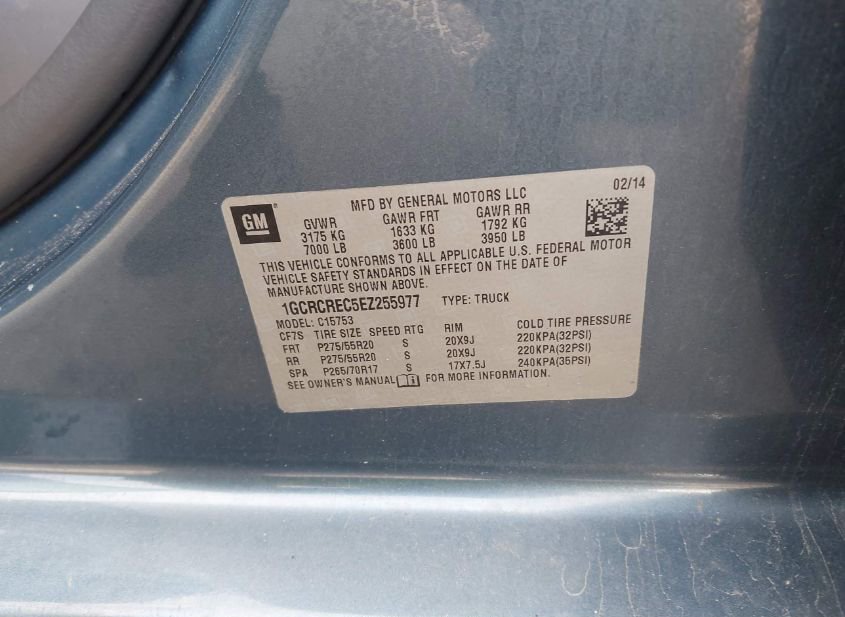 GM
®
MFD BY GENERAL MOTORS LLC
02/14
GVWR GAWR FRT GAWR RR
3175 KG 1633 KG 1792 KG
7000 LB 3600 LB 3950 LB
THIS VEHICLE CONFORMS TO ALL APPLICABLE U.S. FEDERAL MOTOR
VEHICLE SAFETY STANDARDS IN EFFECT ON THE DATE OF
MANUFACTURE SHOWN ABOVE.
1GCRCREC5EZ255977 TYPE: TRUCK
MODEL: C15753
CF7S TIRE SIZE SPEED RTG RIM COLD TIRE PRESSURE
FRT P275/55R20 S 20X9J 220KPA(32PSI)
RR P275/55R20 S 20X9J 220KPA(32PSI)
SPA P265/70R17 S 17X7.5J 240KPA(35PSI)
SEE OWNER'S MANUAL FOR MORE INFORMATION.